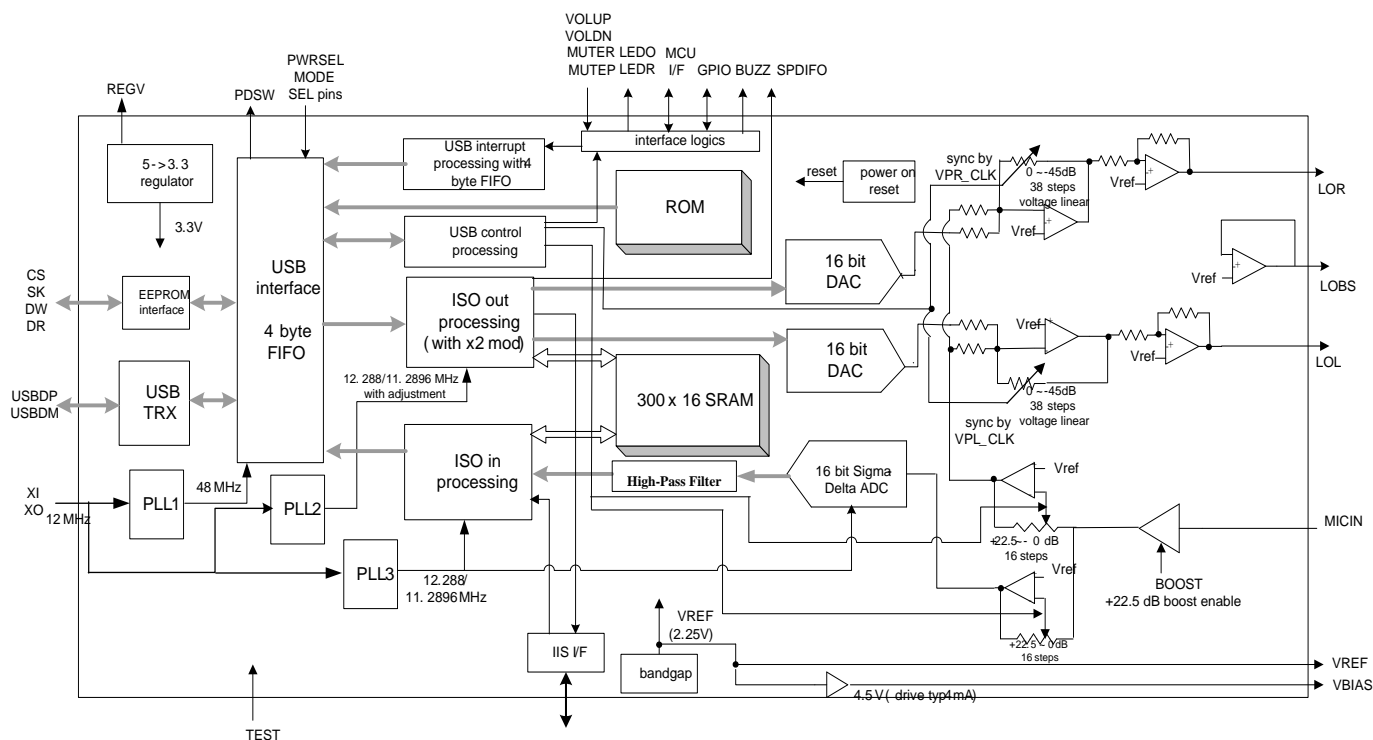 VOLUP
VOLDN
MUTER
MUTEP
LEDO
LEDR
MCU
I/F
GPIO
BUZZ
SPDIFO
PWRSEL
MODE
SEL pins
REGV
PDSW
5->3.3
regulator
3.3V
USB interrupt
processing with 4
byte FIFO
interface logics
reset
power on
reset
sync by
VPR_CLK
0 ~-45dB
38 steps
voltage linear
Vref
Vref
LOR
ROM
USB control
processing
CS
SK
DW
DR
EEPROM
interface
USB
interface
4 byte
FIFO
ISO out
processing
( with x2 mod)
16 bit
DAC
Vref
LOBS
16 bit
DAC
Vref
Vref
LOL
0 ~-45dB
38 steps
voltage linear
sync by
VPL_CLK
12. 288/11. 2896 MHz
with adjustment
300 x 16 SRAM
USBDP
USBDM
USB
TRX
ISO in
processing
High-Pass Filter
16 bit Sigma
Delta ADC
Vref
XI
XO
12 MHz
PLL1
48 MHz
PLL2
PLL3
12. 288/
11. 2896 MHz
+22.5 ~- 0 dB
16 steps
MICIN
Vref
BOOST
+22.5 dB boost enable
+22.5 ~ 0dB
16 steps
IIS I/F
VREF
(2.25V)
bandgap
VREF
4.5 V ( drive typ4mA)
VBIAS
TEST